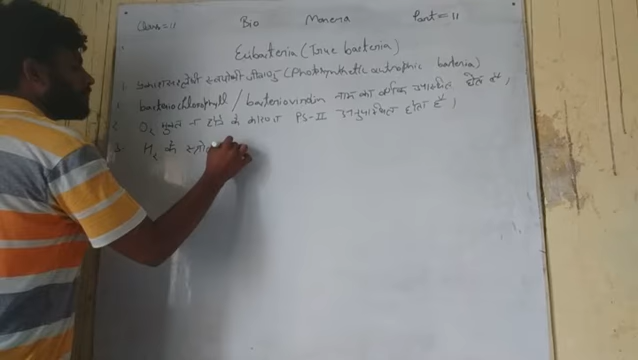 Class=11 Bio Monera Part=11
Eubacteria (True bacteria)
1. प्रकाशसंश्लेषी स्वपोषी जीवाणु (Photosynthetic autotrophic bacteria)
1. bacteriochlorophyll / bacterioviridin नाम का वर्णक उपस्थित होता है।
2. O2 मुक्त न होने के कारण PS-II अनुपस्थित होता है।
3. H2 के स्त्रोत